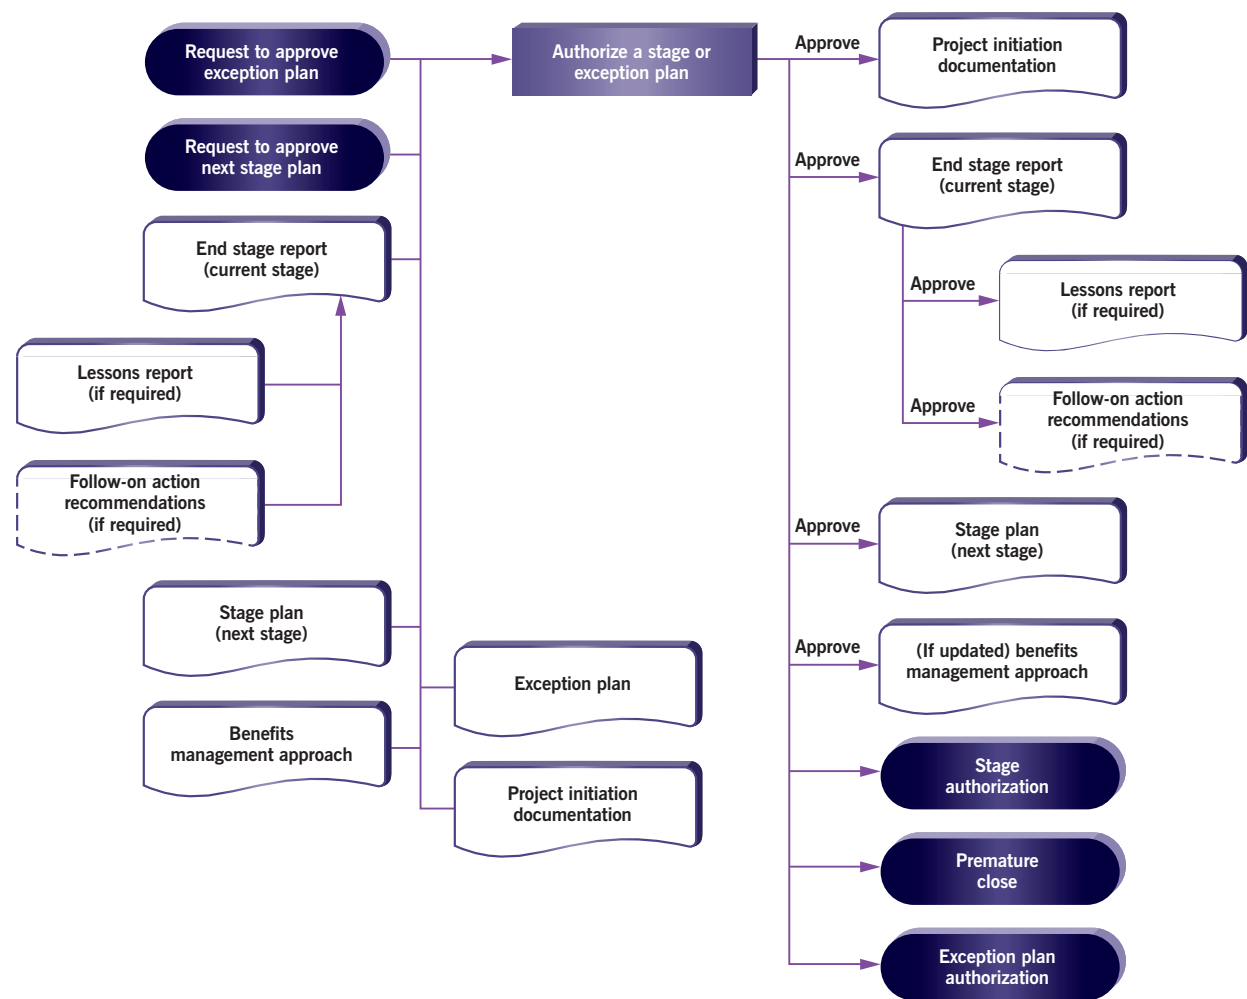 Request to approve
exception plan
Request to approve
next stage plan
End stage report
(current stage)
Lessons report
(if required)
Follow-on action
recommendations
(if required)
Stage plan
(next stage)
Benefits
management approach
Exception plan
Project initiation
documentation
Authorize a stage or
exception plan
Approve
Project initiation
documentation
Approve
End stage report
(current stage)
Approve
Lessons report
(if required)
Approve
Follow-on action
recommendations
(if required)
Approve
Stage plan
(next stage)
Approve
(If updated) benefits
management approach
Stage
authorization
Premature
close
Exception plan
authorization